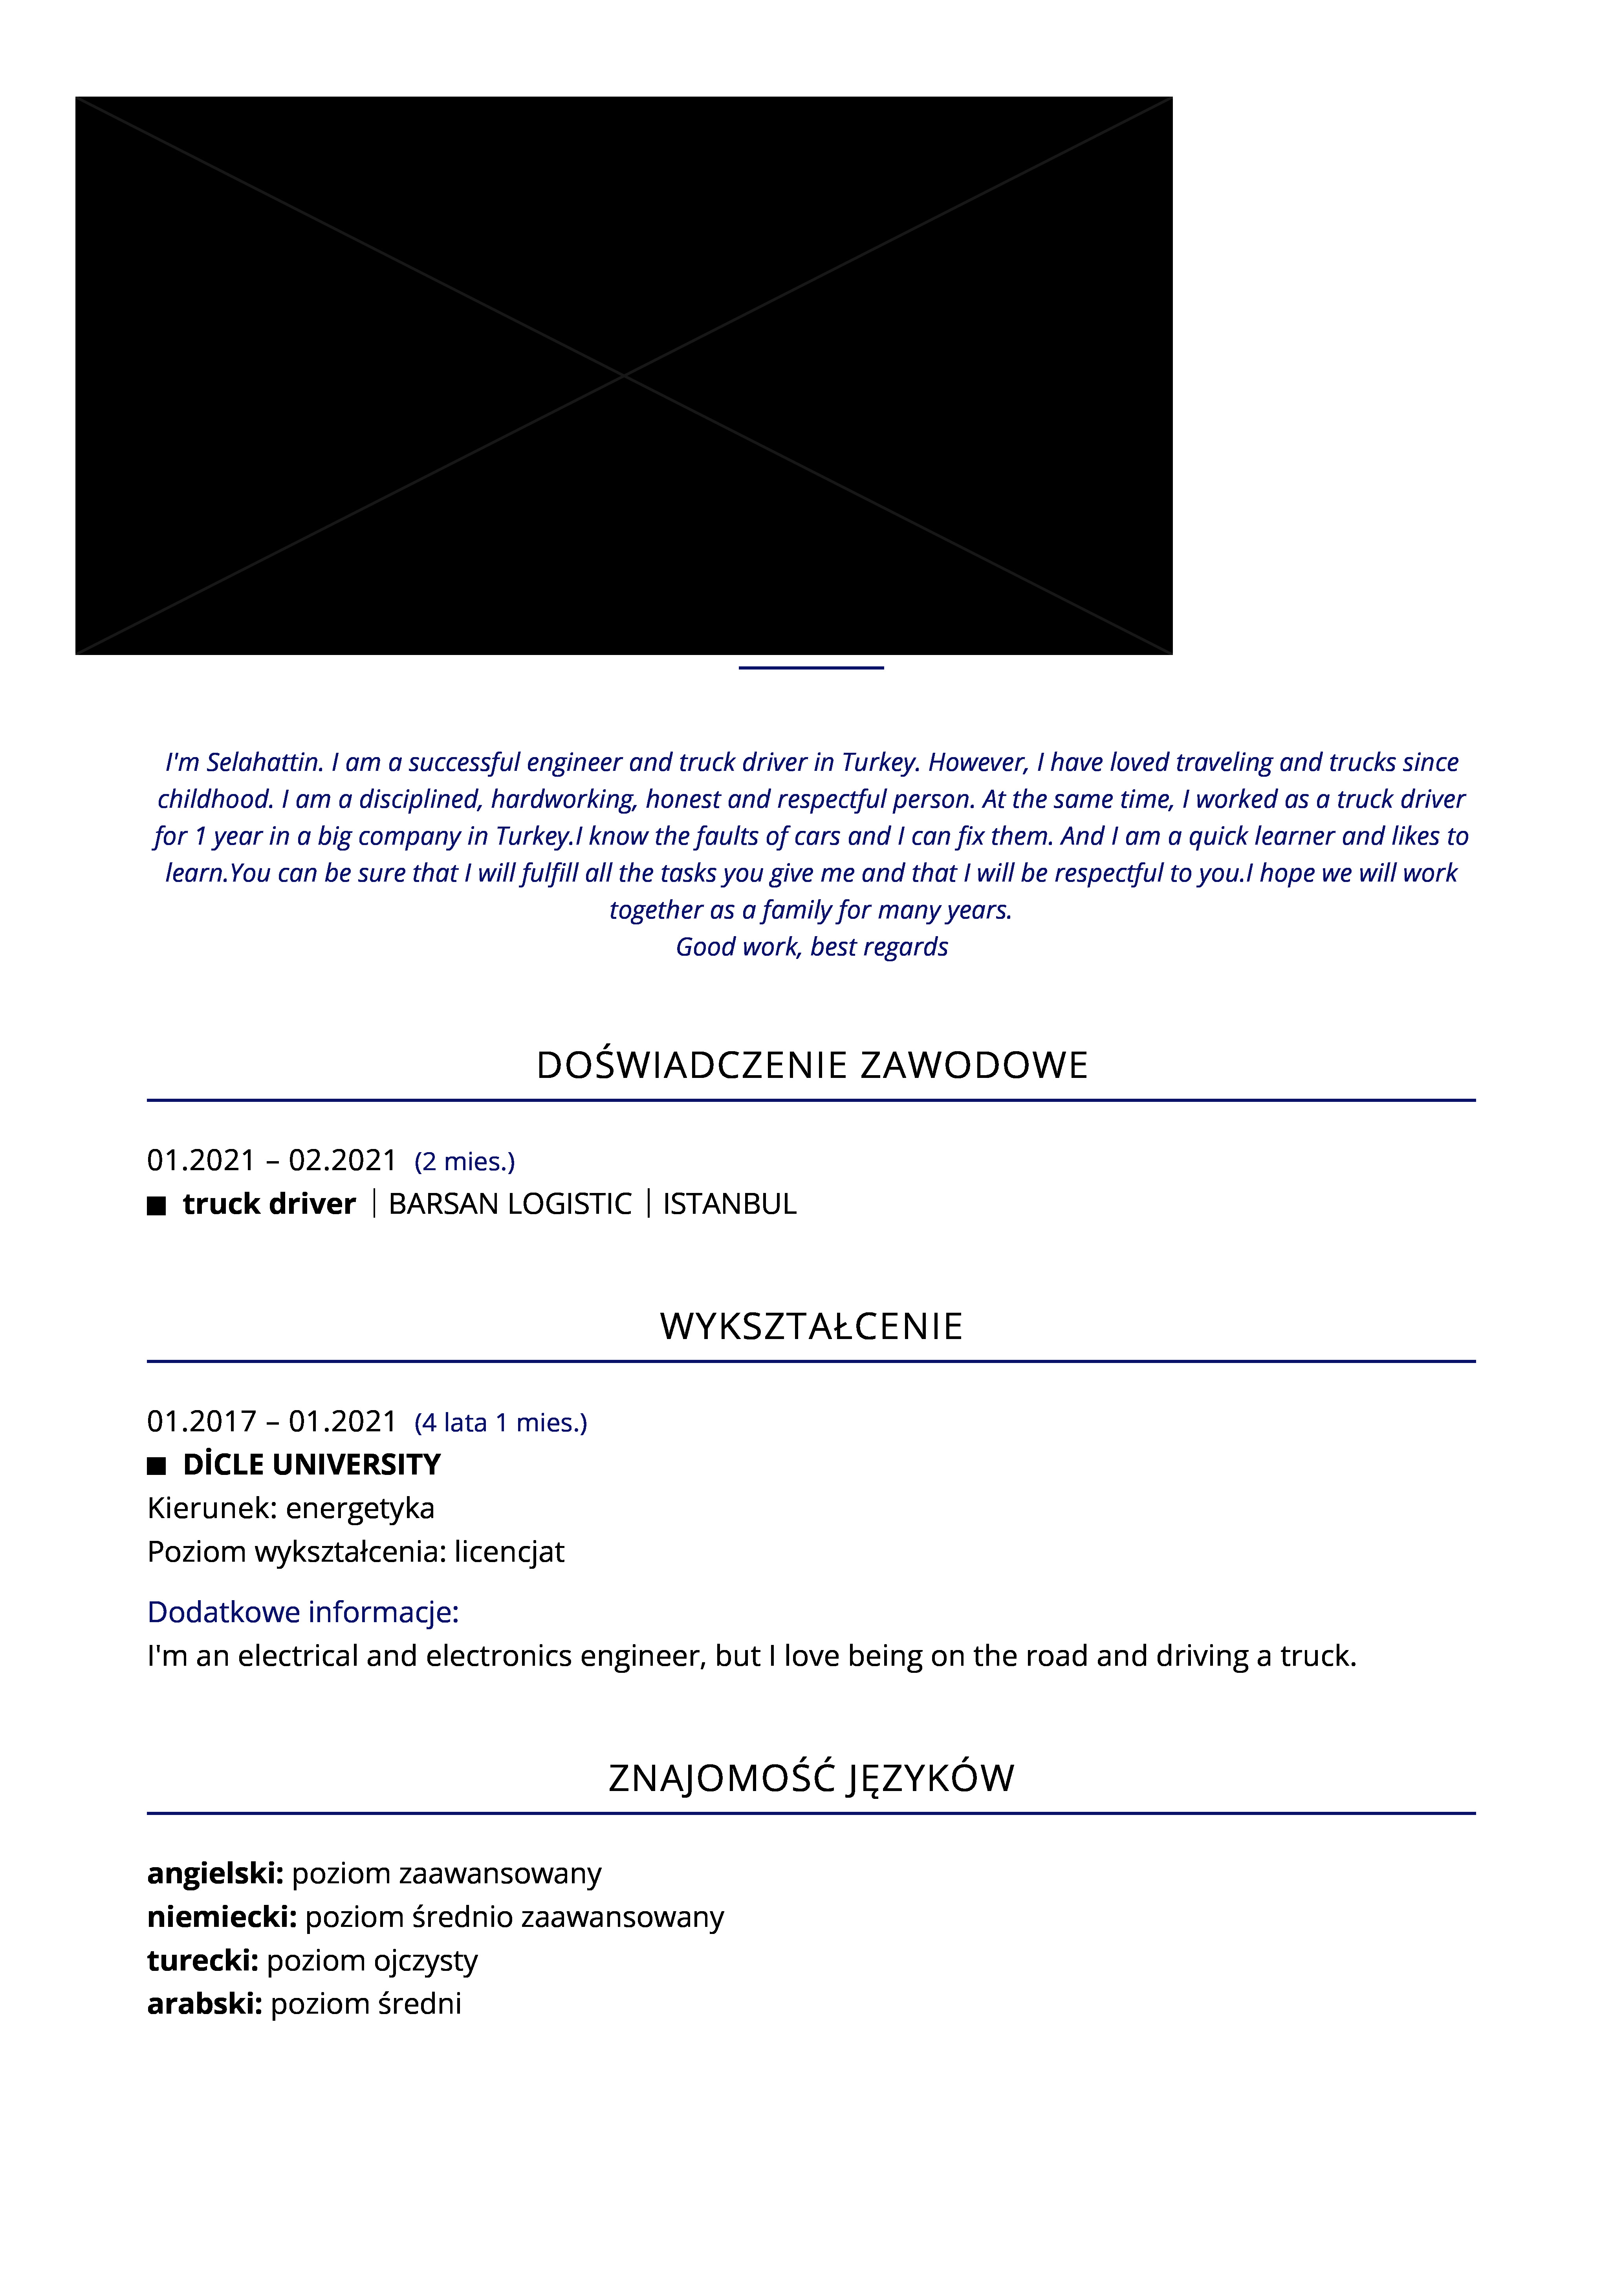 I'm Selahattin. I am a successful engineer and truck driver in Turkey. However, I have loved traveling and trucks since
childhood. I am a disciplined, hardworking, honest and respectful person. At the same time, I worked as a truck driver
for 1 year in a big company in Turkey.I know the faults of cars and I can fix them. And I am a quick learner and likes to
learn.You can be sure that I will fulfill all the tasks you give me and that I will be respectful to you.I hope we will work
together as a family for many years.
Good work, best regards
DOŚWIADCZENIE ZAWODOWE
01.2021 – 02.2021 (2 mies.)
■ truck driver | BARSAN LOGISTIC | ISTANBUL
WYKSZTAŁCENIE
01.2017 – 01.2021 (4 lata 1 mies.)
■ DİCLE UNIVERSITY
Kierunek: energetyka
Poziom wykształcenia: licencjat
Dodatkowe informacje:
I'm an electrical and electronics engineer, but I love being on the road and driving a truck.
ZNAJOMOŚĆ JĘZYKÓW
angielski: poziom zaawansowany
niemiecki: poziom średnio zaawansowany
turecki: poziom ojczysty
arabski: poziom średni